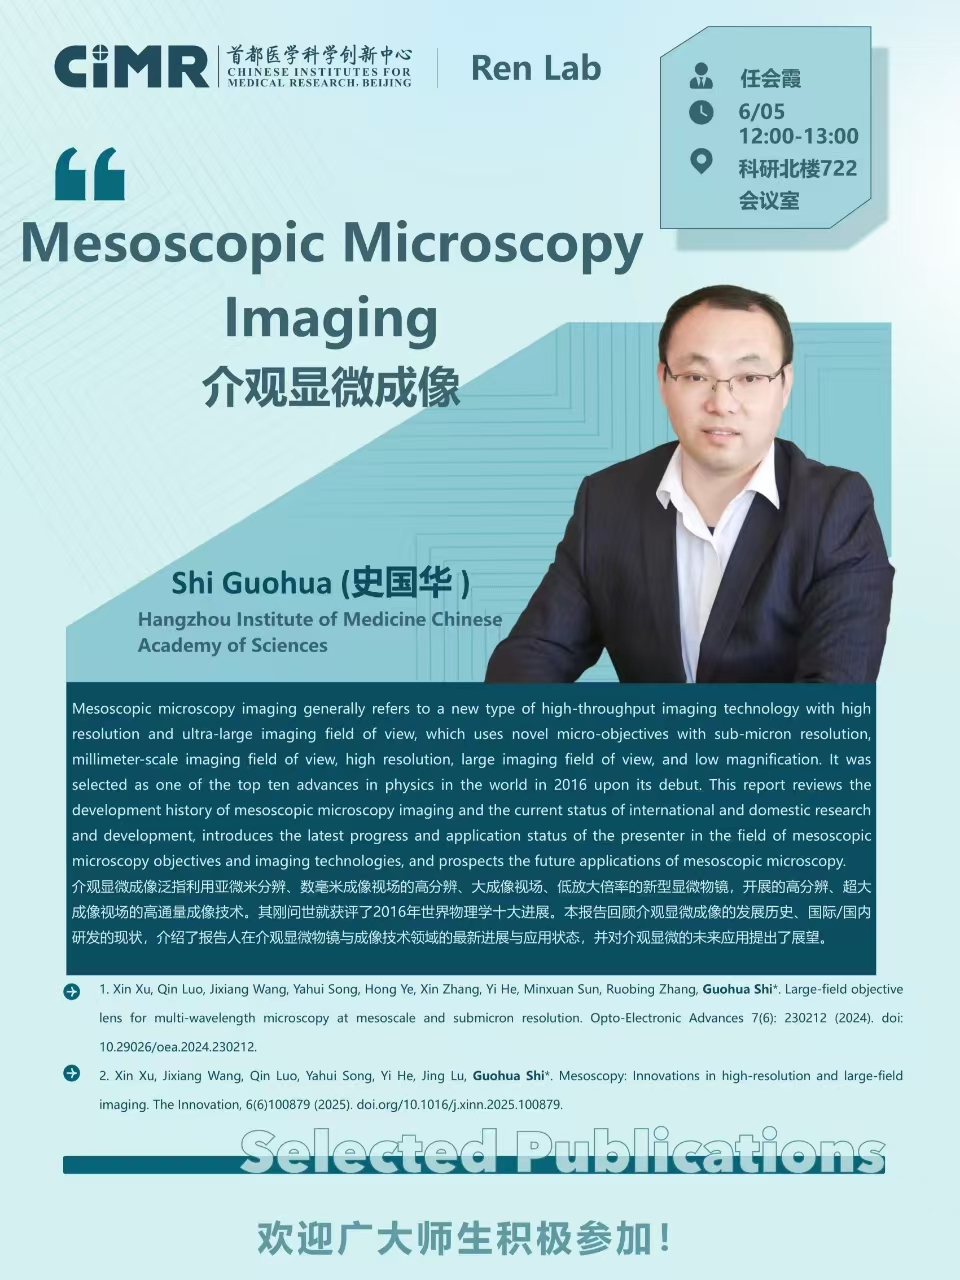 CiMR
首都医学科学创新中心
CHINESE INSTITUTES FOR
MEDICAL RESEARCH, BEIJING
Ren Lab
任会霞
6/05
12:00-13:00
科研北楼722
会议室
Mesoscopic Microscopy
Imaging
介观显微成像
Shi Guohua (史国华 )
Hangzhou Institute of Medicine Chinese
Academy of Sciences
Mesoscopic microscopy imaging generally refers to a new type of high-throughput imaging technology with high
resolution and ultra-large imaging field of view, which uses novel micro-objectives with sub-micron resolution,
millimeter-scale imaging field of view, high resolution, large imaging field of view, and low magnification. It was
selected as one of the top ten advances in physics in the world in 2016 upon its debut. This report reviews the
development history of mesoscopic microscopy imaging and the current status of international and domestic research
and development, introduces the latest progress and application status of the presenter in the field of mesoscopic
microscopy objectives and imaging technologies, and prospects the future applications of mesoscopic microscopy.
介观显微成像泛指利用亚微米分辨、数毫米成像视场的高分辨、大成像视场、低放大倍率的新型显微物镜，开展的高分辨、超大
成像视场的高通量成像技术。其刚问世就获评了2016年世界物理学十大进展。本报告回顾介观显微成像的发展历史、国际/国内
研发的现状，介绍了报告人在介观显微物镜与成像技术领域的最新进展与应用状态，并对介观显微的未来应用提出了展望。
1. Xin Xu, Qin Luo, Jixiang Wang, Yahui Song, Hong Ye, Xin Zhang, Yi He, Minxuan Sun, Ruobing Zhang, Guohua Shi*. Large-field objective
lens for multi-wavelength microscopy at mesoscale and submicron resolution. Opto-Electronic Advances 7(6): 230212 (2024). doi:
10.29026/oea.2024.230212.
2. Xin Xu, Jixiang Wang, Qin Luo, Yahui Song, Yi He, Jing Lu, Guohua Shi*. Mesoscopy: Innovations in high-resolution and large-field
imaging. The Innovation, 6(6)100879 (2025). doi.org/10.1016/j.xinn.2025.100879.
Selected Publications
欢迎广大师生积极参加！